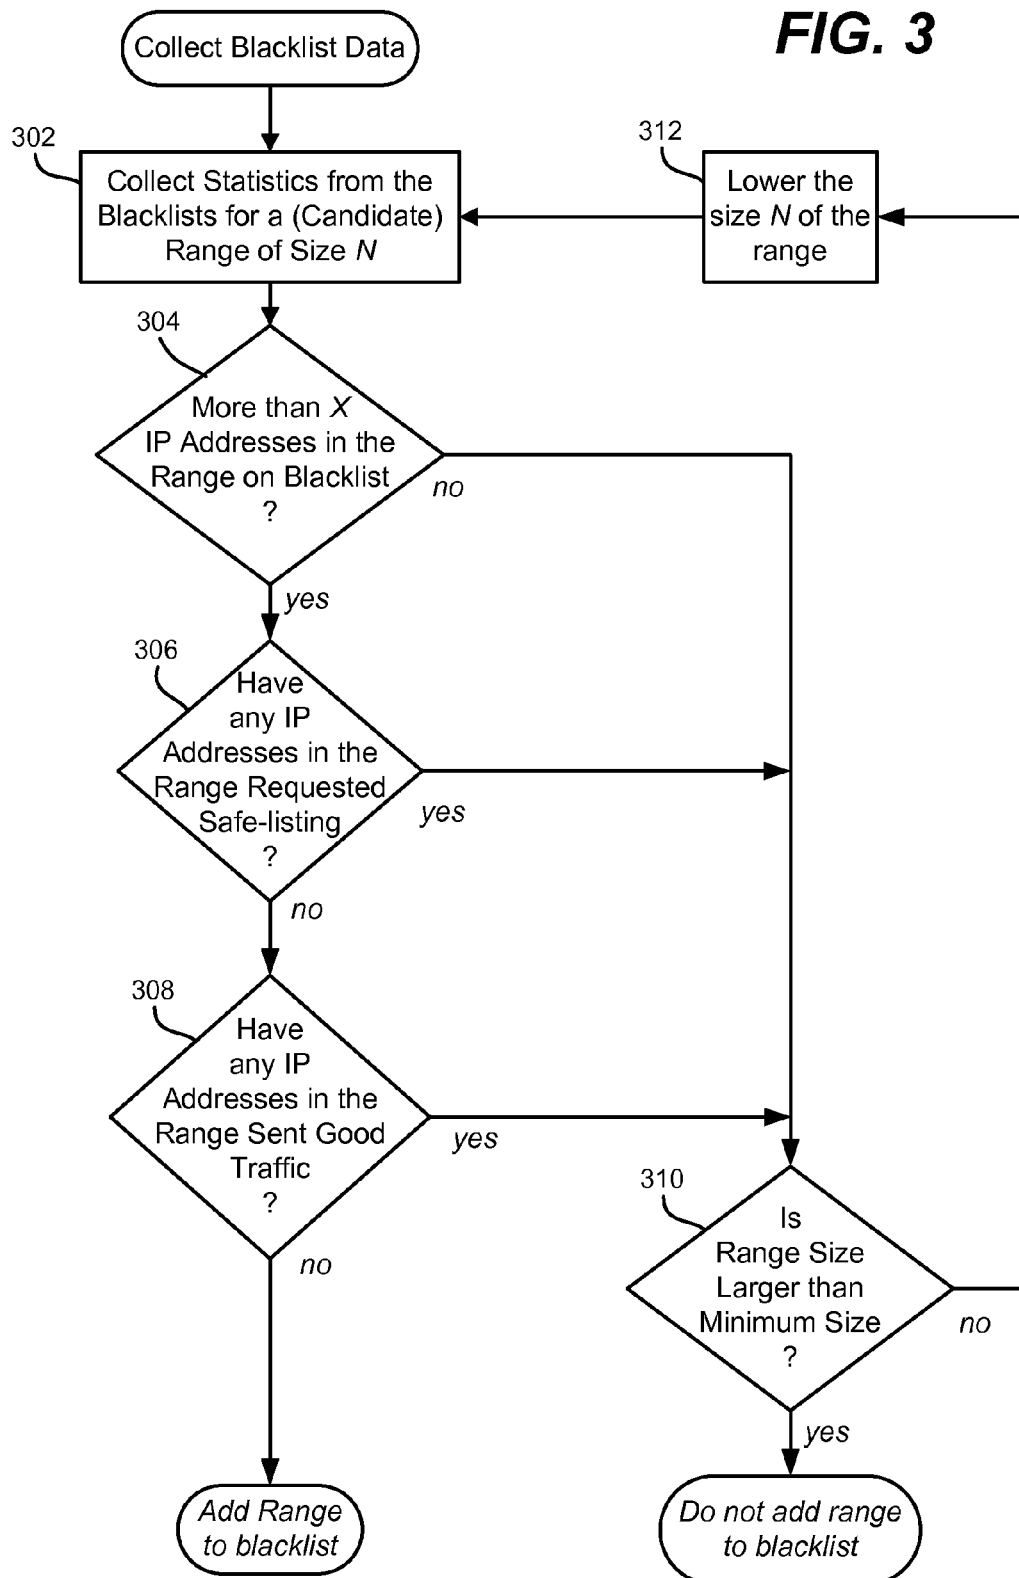 FIG. 3
Collect Blacklist Data
302
Collect Statistics from the
Blacklists for a (Candidate)
Range of Size N
312
Lower the
size N of the
range
304
More than X
IP Addresses in the
Range on Blacklist
?
no
yes
306
Have
any IP
Addresses in the
Range Requested
Safe-listing
?
yes
no
308
Have
any IP
Addresses in the
Range Sent Good
Traffic
?
yes
no
310
Is
Range Size
Larger than
Minimum Size
?
no
yes
Add Range
to blacklist
Do not add range
to blacklist